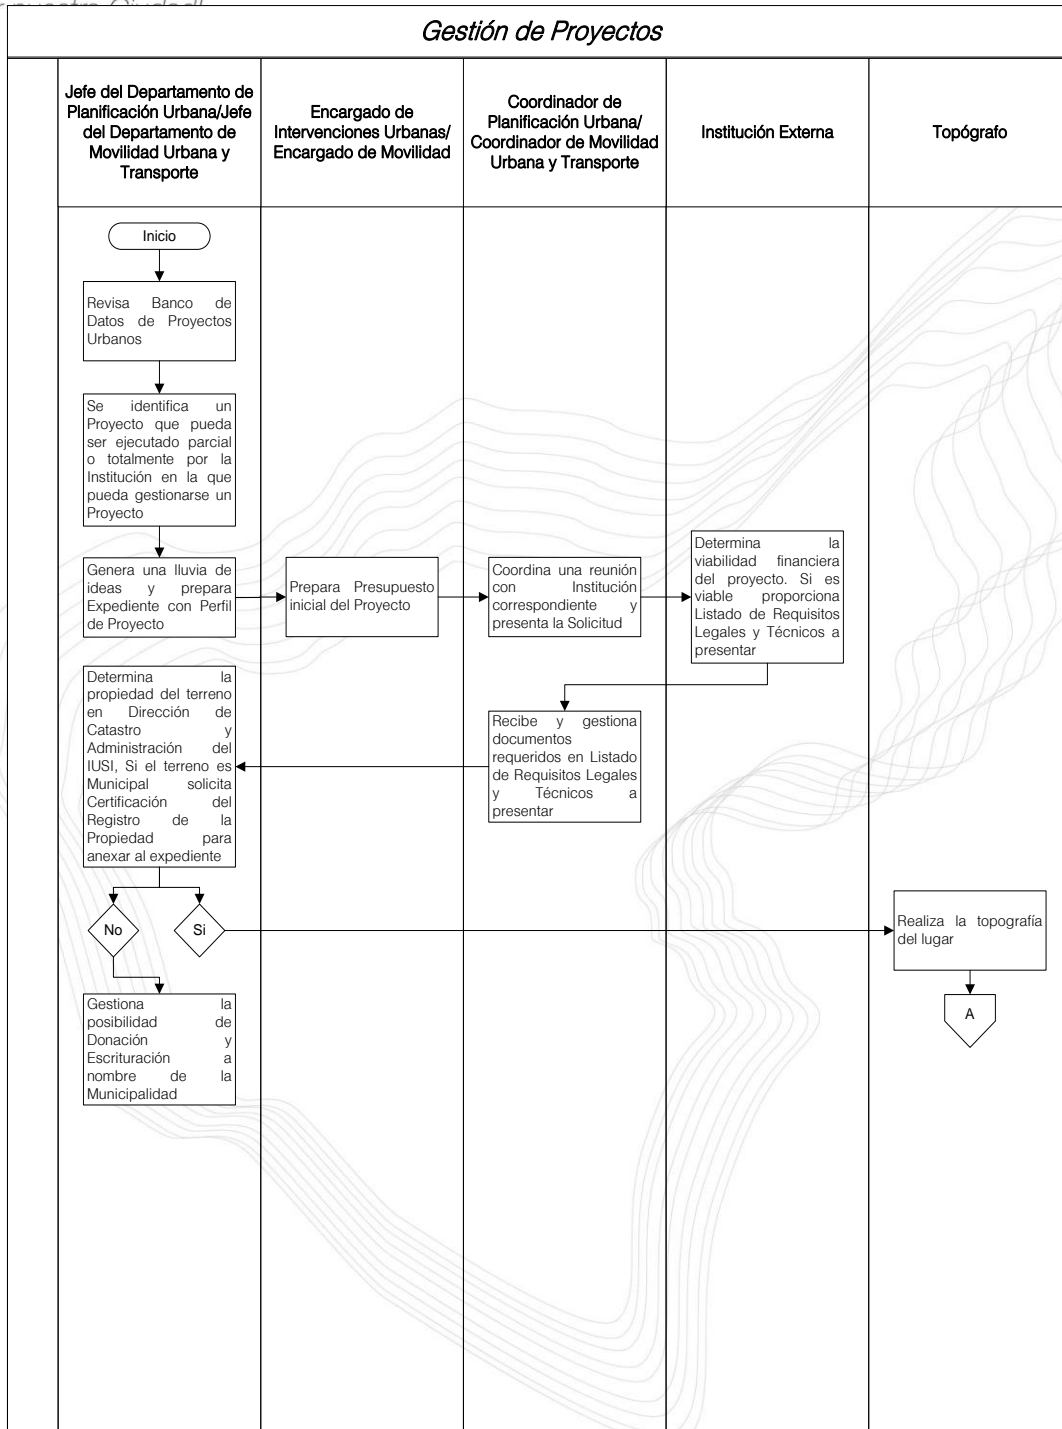 nuestra Ciudad!
Gestión de Proyectos
Jefe del Departamento de
Planificación Urbana/Jefe
del Departamento de
Movilidad Urbana y
Transporte
Encargado de
Intervenciones Urbanas/
Encargado de Movilidad
Coordinador de
Planificación Urbana/
Coordinador de Movilidad
Urbana y Transporte
Institución Externa
Topógrafo
Inicio
Revisa Banco de
Datos de Proyectos
Urbanos
Se identifica un
Proyecto que pueda
ser ejecutado parcial
o totalmente por la
Institución en la que
pueda gestionarse un
Proyecto
Genera una lluvia de
ideas y prepara
Expediente con Perfil
de Proyecto
Prepara Presupuesto
inicial del Proyecto
Coordina una reunión
con Institución
correspondiente y
presenta la Solicitud
Determina la
viabilidad financiera
del proyecto. Si es
viable proporciona
Listado de Requisitos
Legales y Técnicos a
presentar
Recibe y gestiona
documentos
requeridos en Listado
de Requisitos Legales
y Técnicos a
presentar
Determina la
propiedad del terreno
en Dirección de
Catastro y
Administración del
IUSI, Si el terreno es
Municipal solicita
Certificación del
Registro de la
Propiedad para
anexar al expediente
No
Si
Realiza la topografía
del lugar
A
Gestiona la
posibilidad de
Donación y
Escrituración a
nombre de la
Municipalidad